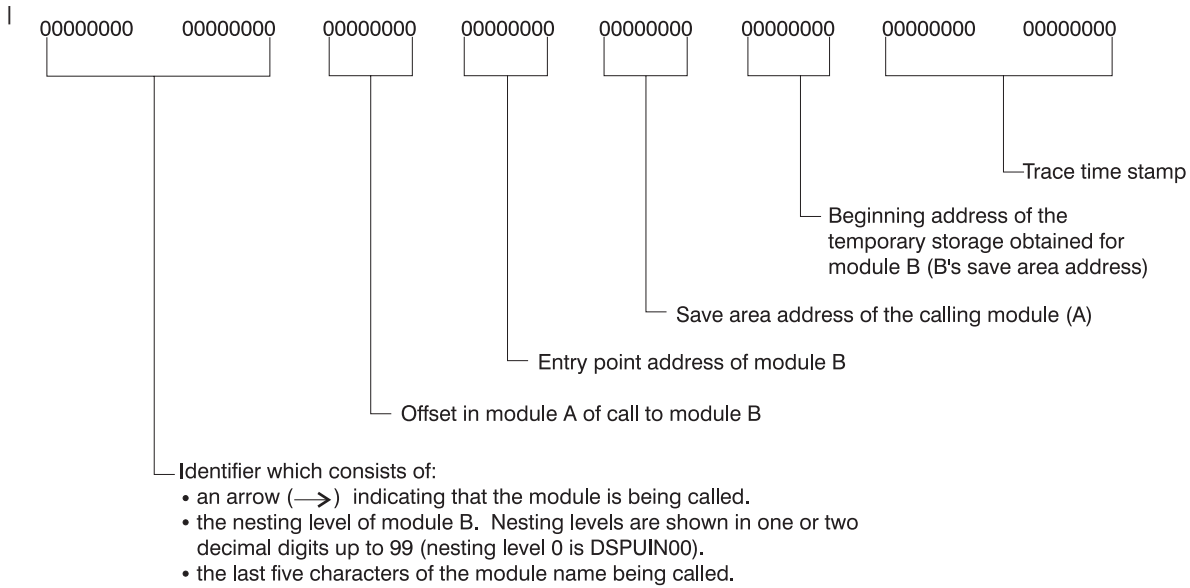 00000000 00000000 00000000 00000000 00000000 00000000 00000000 00000000
Trace time stamp
Beginning address of the
temporary storage obtained for
module B (B's save area address)
Save area address of the calling module (A)
Entry point address of module B
Offset in module A of call to module B
Identifier which consists of:
• an arrow (→) indicating that the module is being called.
• the nesting level of module B. Nesting levels are shown in one or two
decimal digits up to 99 (nesting level 0 is DSPUIN00).
• the last five characters of the module name being called.